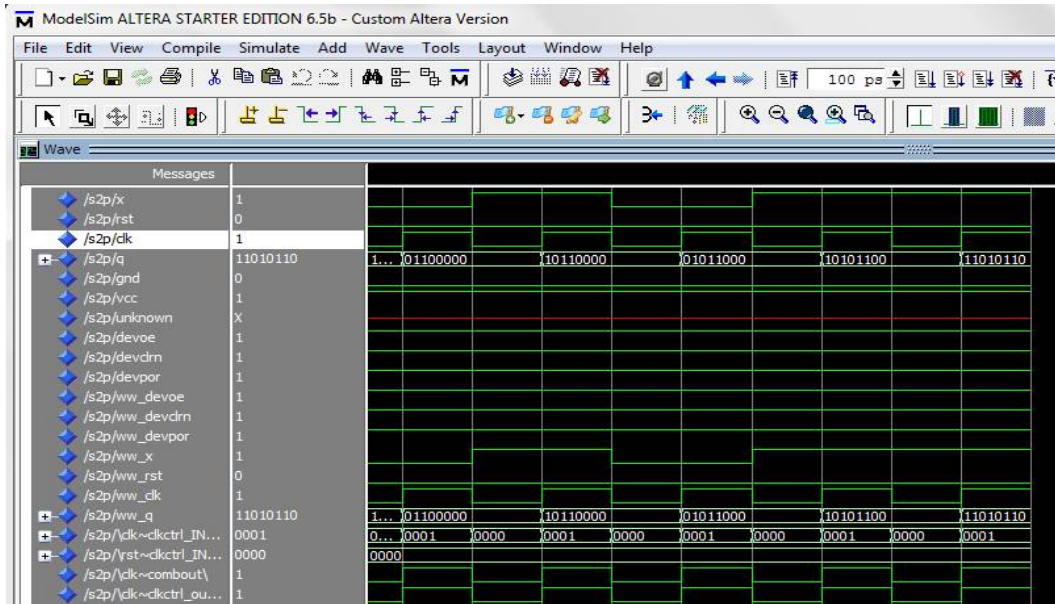 ModelSim ALTERA STARTER EDITION 6.5b - Custom Altera Version
File Edit View Compile Simulate Add Wave Tools Layout Window Help
100 ps
Wave
Messages
/s2p/x 1
/s2p/rst 0
/s2p/clk 1
/s2p/q 11010110 1... 01100000 10110000 01011000 10101100 11010110
/s2p/gnd 0
/s2p/vcc 1
/s2p/unknown X
/s2p/devoe 1
/s2p/devclrn 1
/s2p/devpor 1
/s2p/ww_devoe 1
/s2p/ww_devclrn 1
/s2p/ww_devpor 1
/s2p/ww_x 1
/s2p/ww_rst 0
/s2p/ww_clk 1
/s2p/ww_q 11010110 1... 01100000 10110000 01011000 10101100 11010110
/s2p/\clk~clkctrl_IN... 0001 0... 0001 0000 0001 0000 0001 0000 0001 0000 0001
/s2p/\rst~clkctrl_IN... 0000 0000
/s2p/\clk~combout\ 1
/s2p/\clk~clkctrl_ou... 1